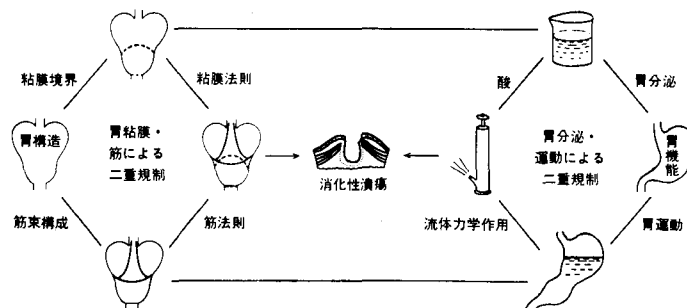 粘膜境界
粘膜法則
酸
胃分泌
胃構造
胃粘膜・
筋による
二重規制
消化性潰瘍
胃分泌・
運動による
二重規制
胃機能
筋束構成
筋法則
流体力学作用
胃運動